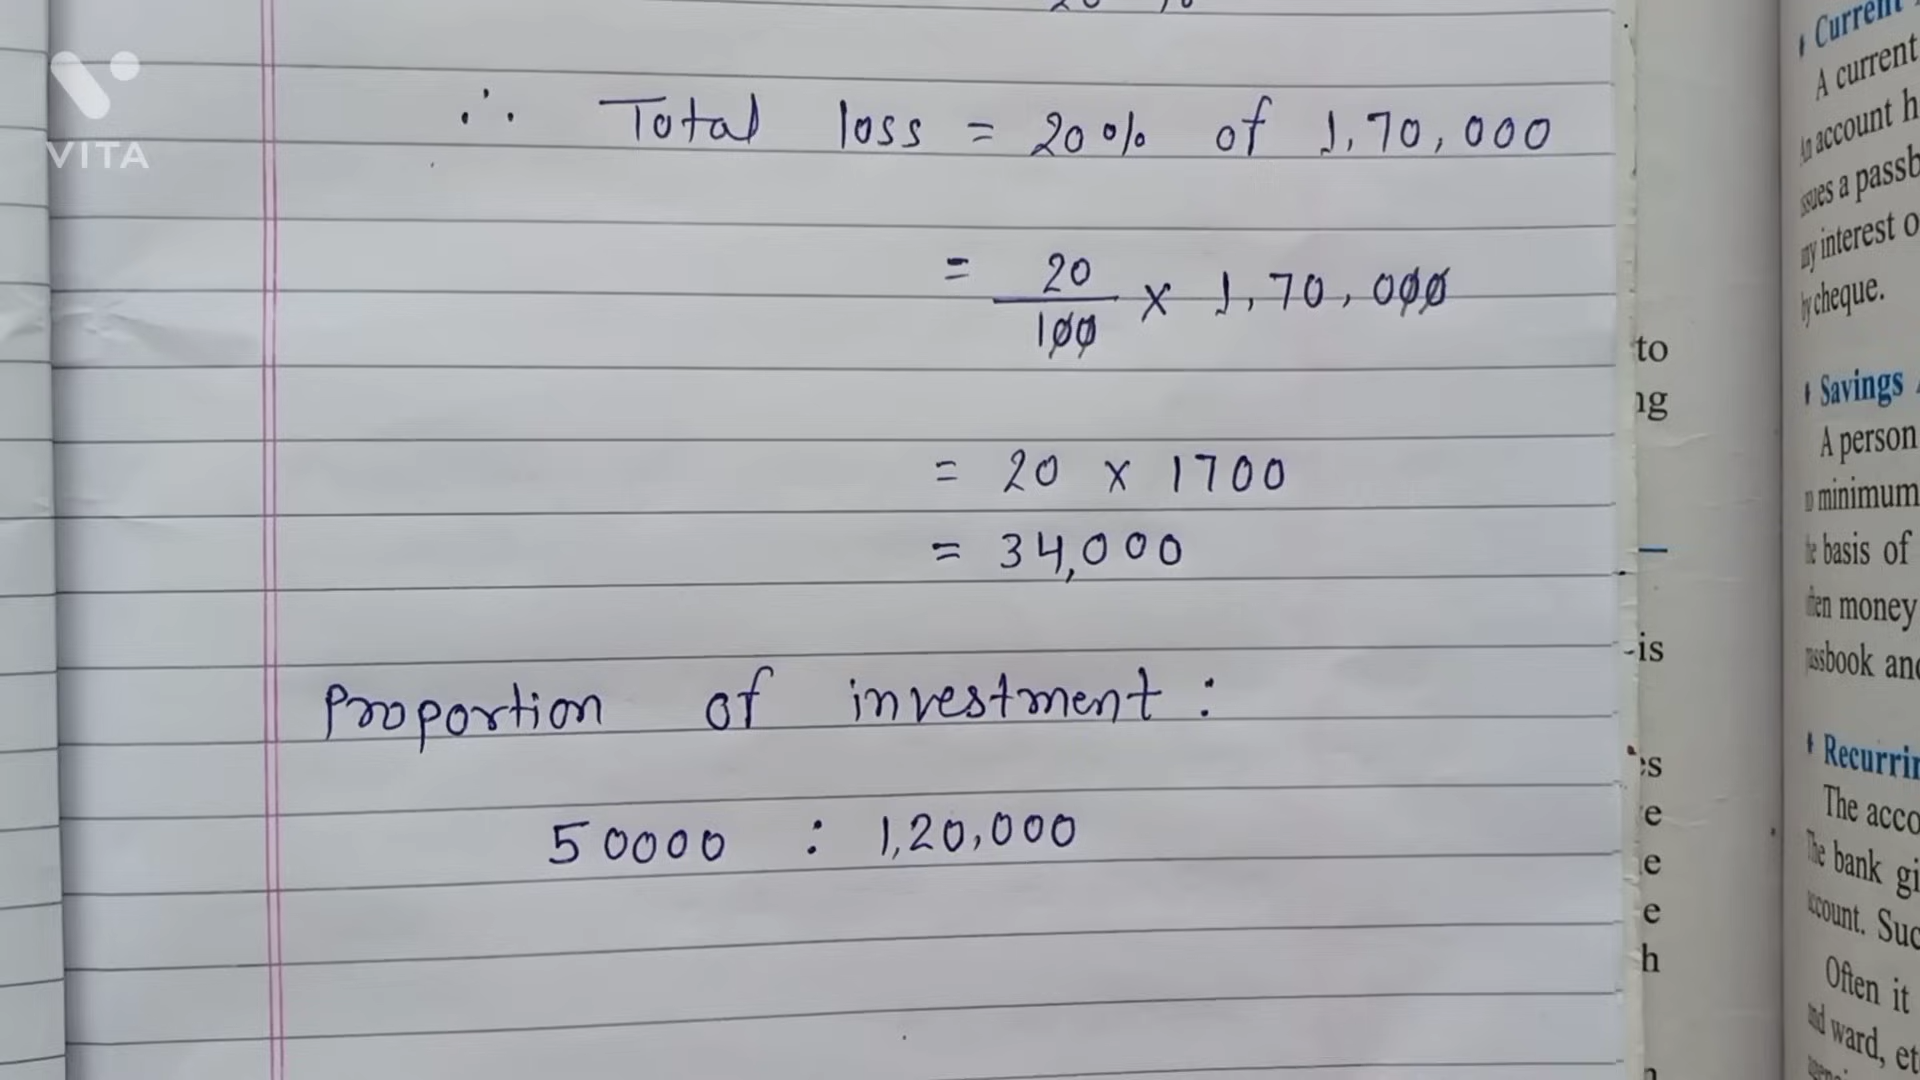 VITA
∴ Total loss = 20% of 1,70,000
= 20/100 × 1,70,000
= 20 × 1700
= 34,000
Proportion of investment :
50000 : 1,20,000
to
is
e
e
e
h
Current
A current
account h
issues a passb
interest o
by cheque.
Savings
A person
minimum
basis of
money
passbook and
Recurrin
The acco
The bank gi
account. Suc
Often it
ward, et